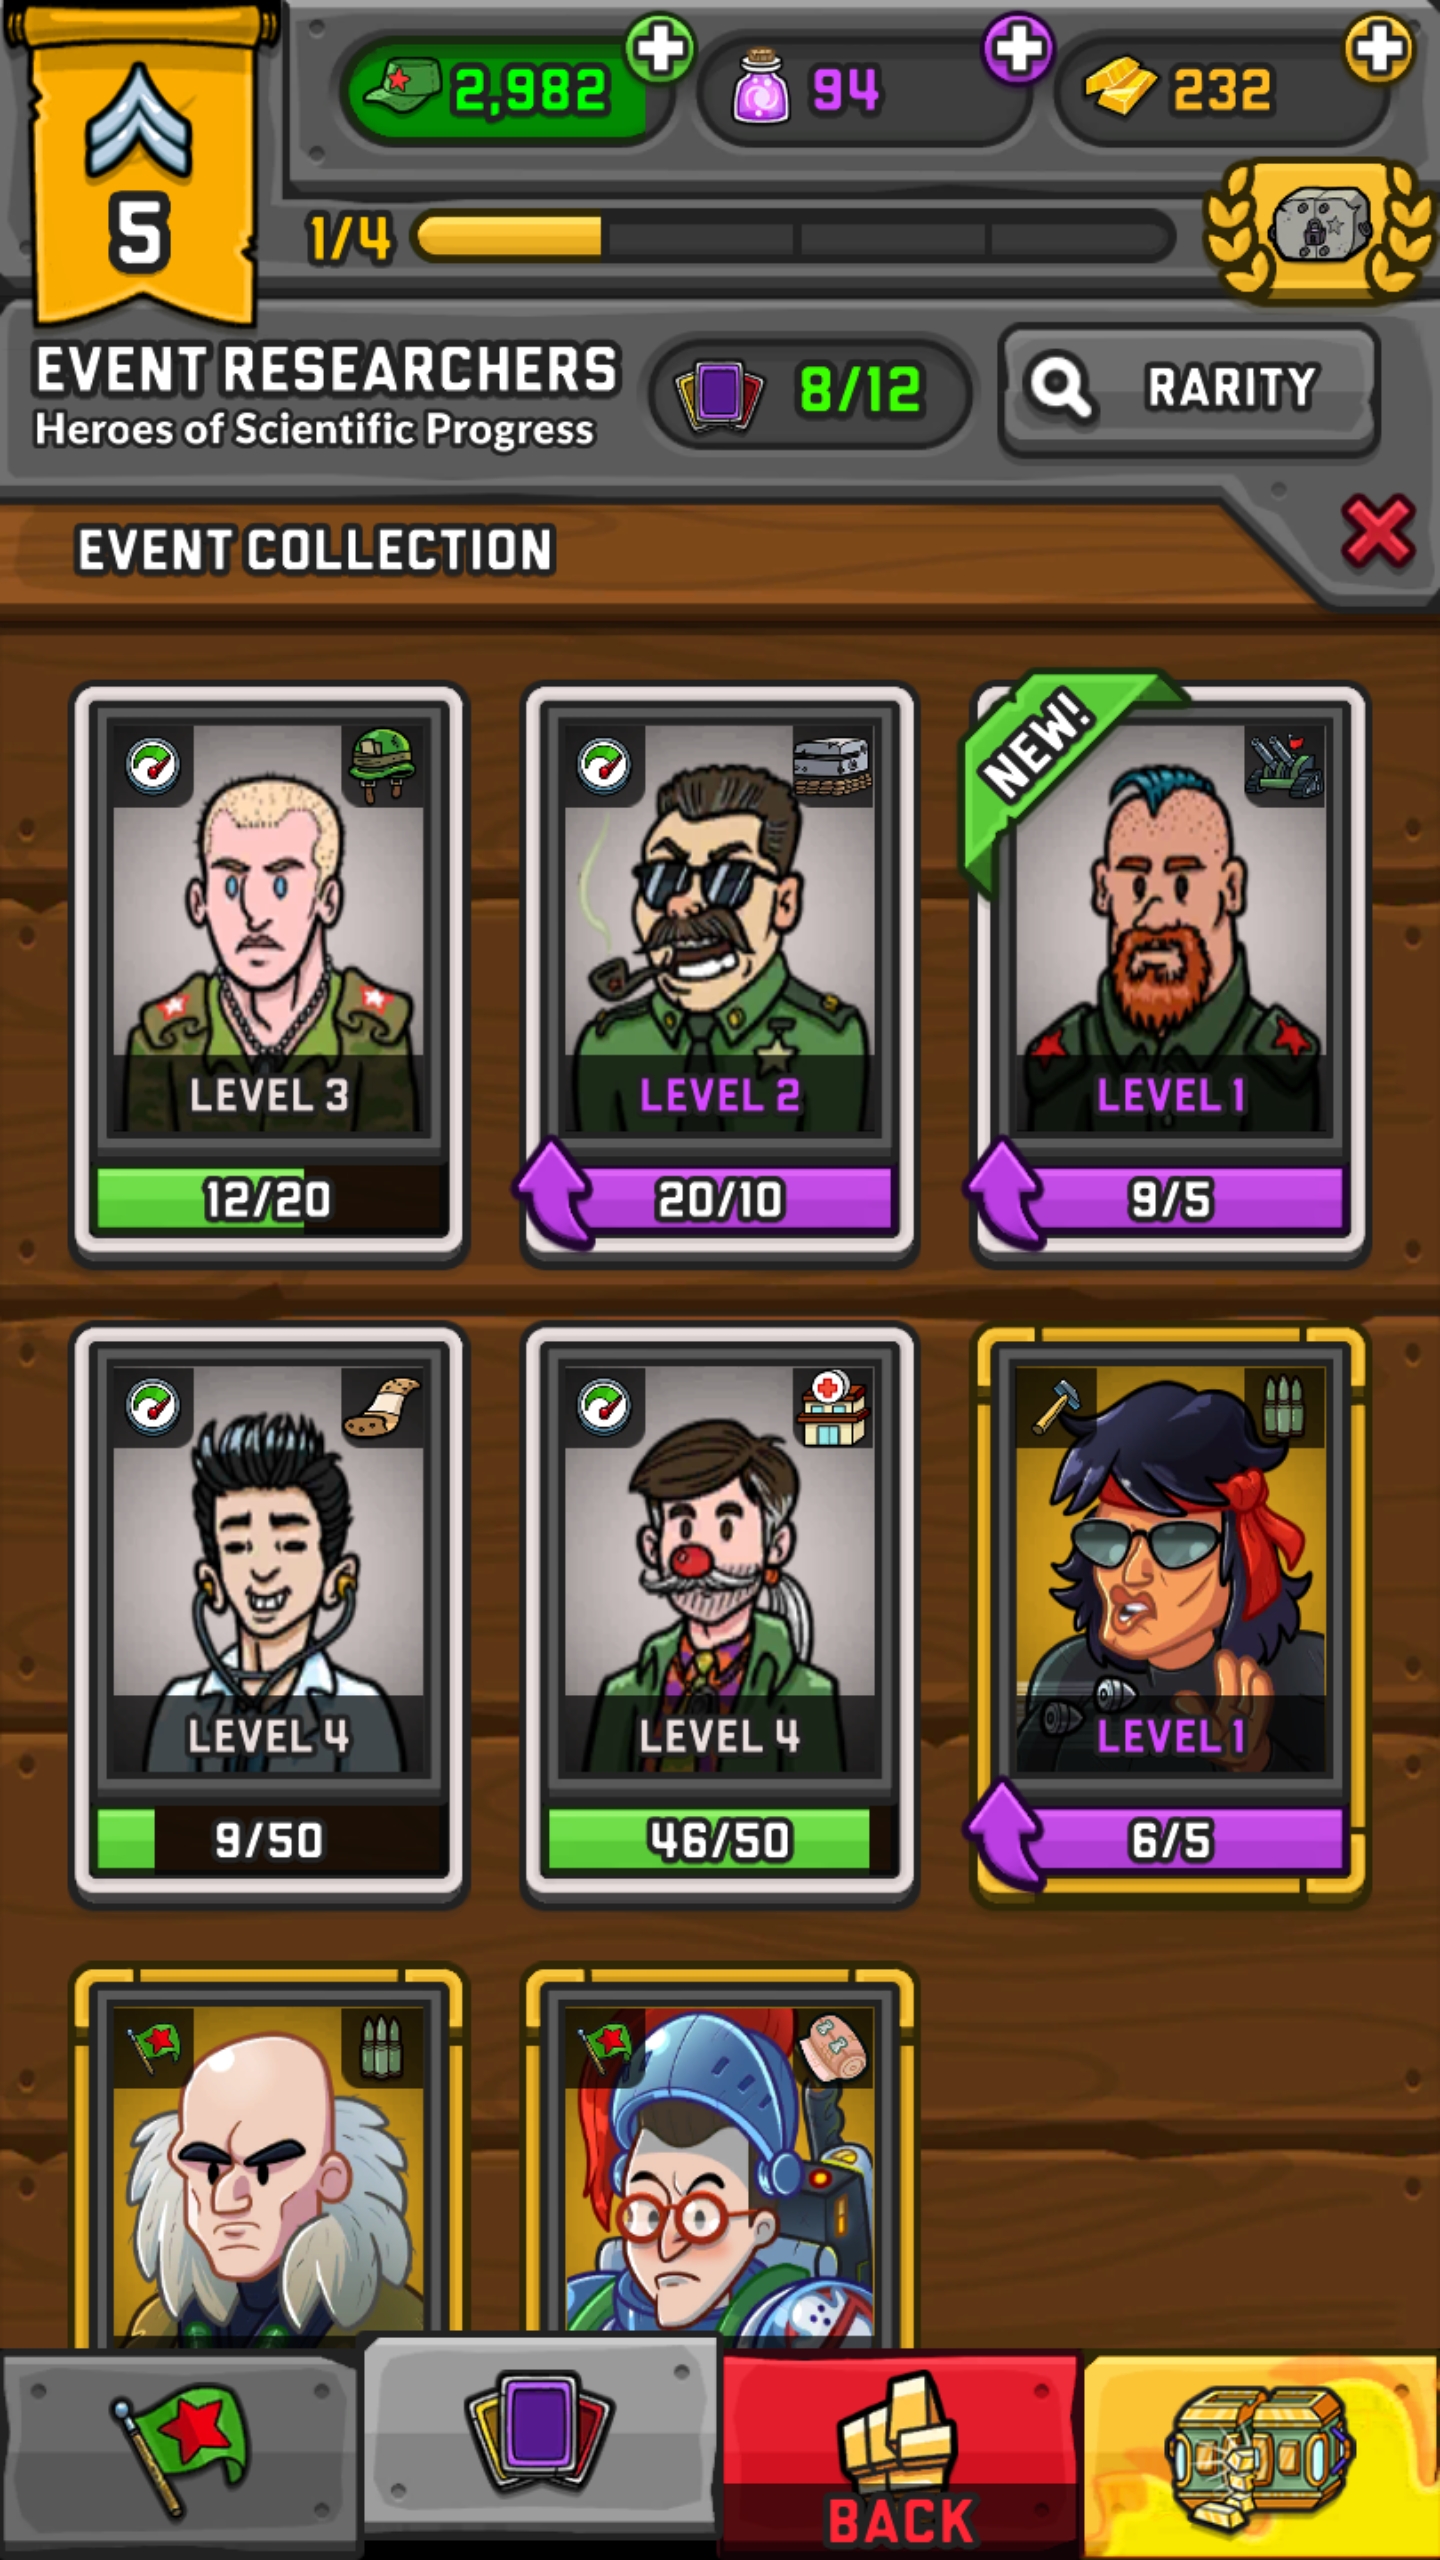 5
2,982
94
232
1/4
EVENT RESEARCHERS
Heroes of Scientific Progress
8/12
RARITY
EVENT COLLECTION
NEW!
LEVEL 3
LEVEL 2
LEVEL 1
12/20
20/10
9/5
LEVEL 4
LEVEL 4
LEVEL 1
9/50
46/50
6/5
BACK